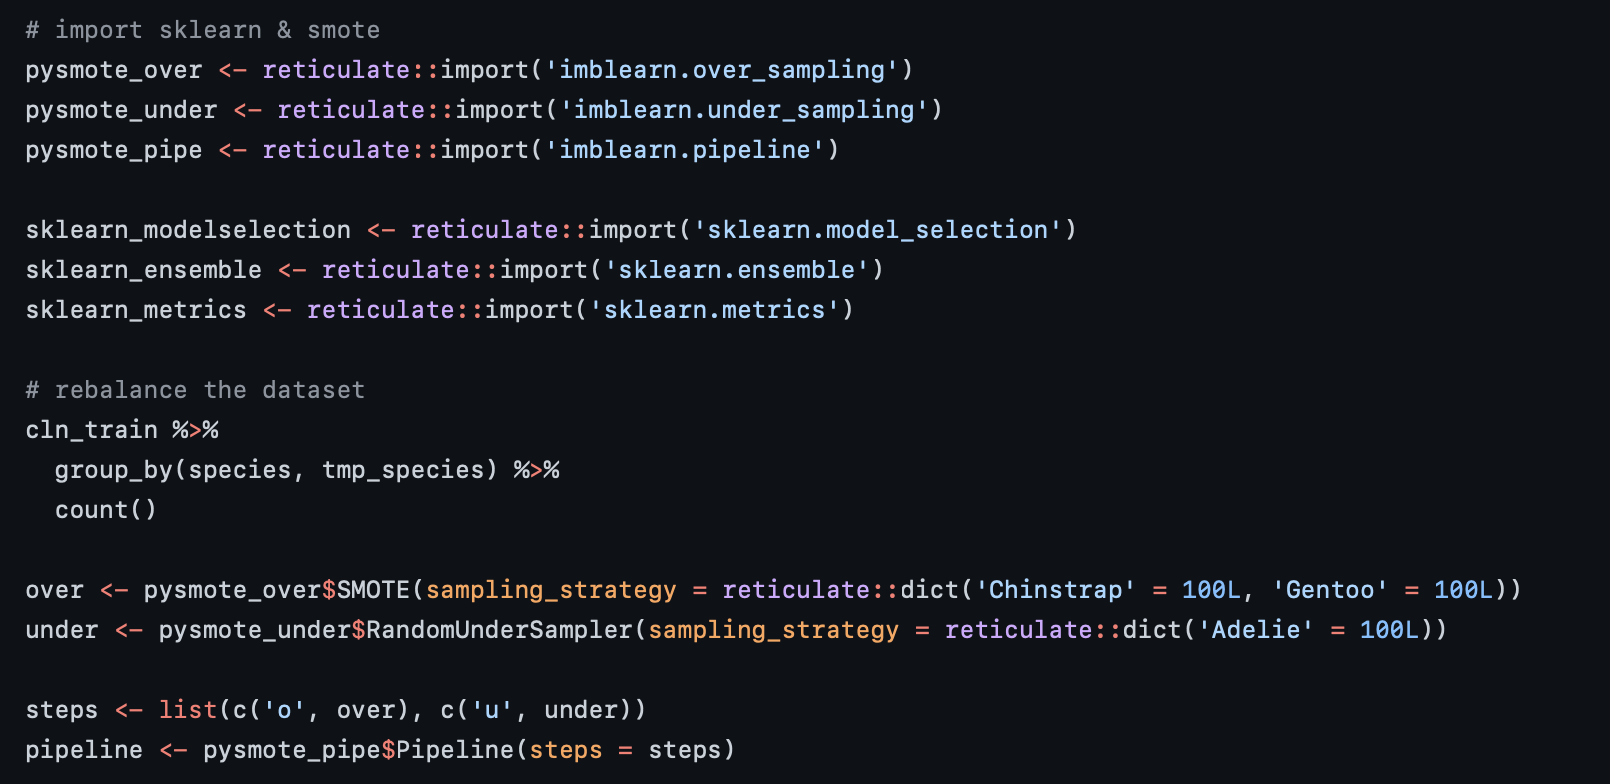 # import sklearn & smote
pysmote_over <- reticulate::import('imblearn.over_sampling')
pysmote_under <- reticulate::import('imblearn.under_sampling')
pysmote_pipe <- reticulate::import('imblearn.pipeline')

sklearn_modelselection <- reticulate::import('sklearn.model_selection')
sklearn_ensemble <- reticulate::import('sklearn.ensemble')
sklearn_metrics <- reticulate::import('sklearn.metrics')

# rebalance the dataset
cln_train %>%
  group_by(species, tmp_species) %>%
  count()

over <- pysmote_over$SMOTE(sampling_strategy = reticulate::dict('Chinstrap' = 100L, 'Gentoo' = 100L))
under <- pysmote_under$RandomUnderSampler(sampling_strategy = reticulate::dict('Adelie' = 100L))

steps <- list(c('o', over), c('u', under))
pipeline <- pysmote_pipe$Pipeline(steps = steps)